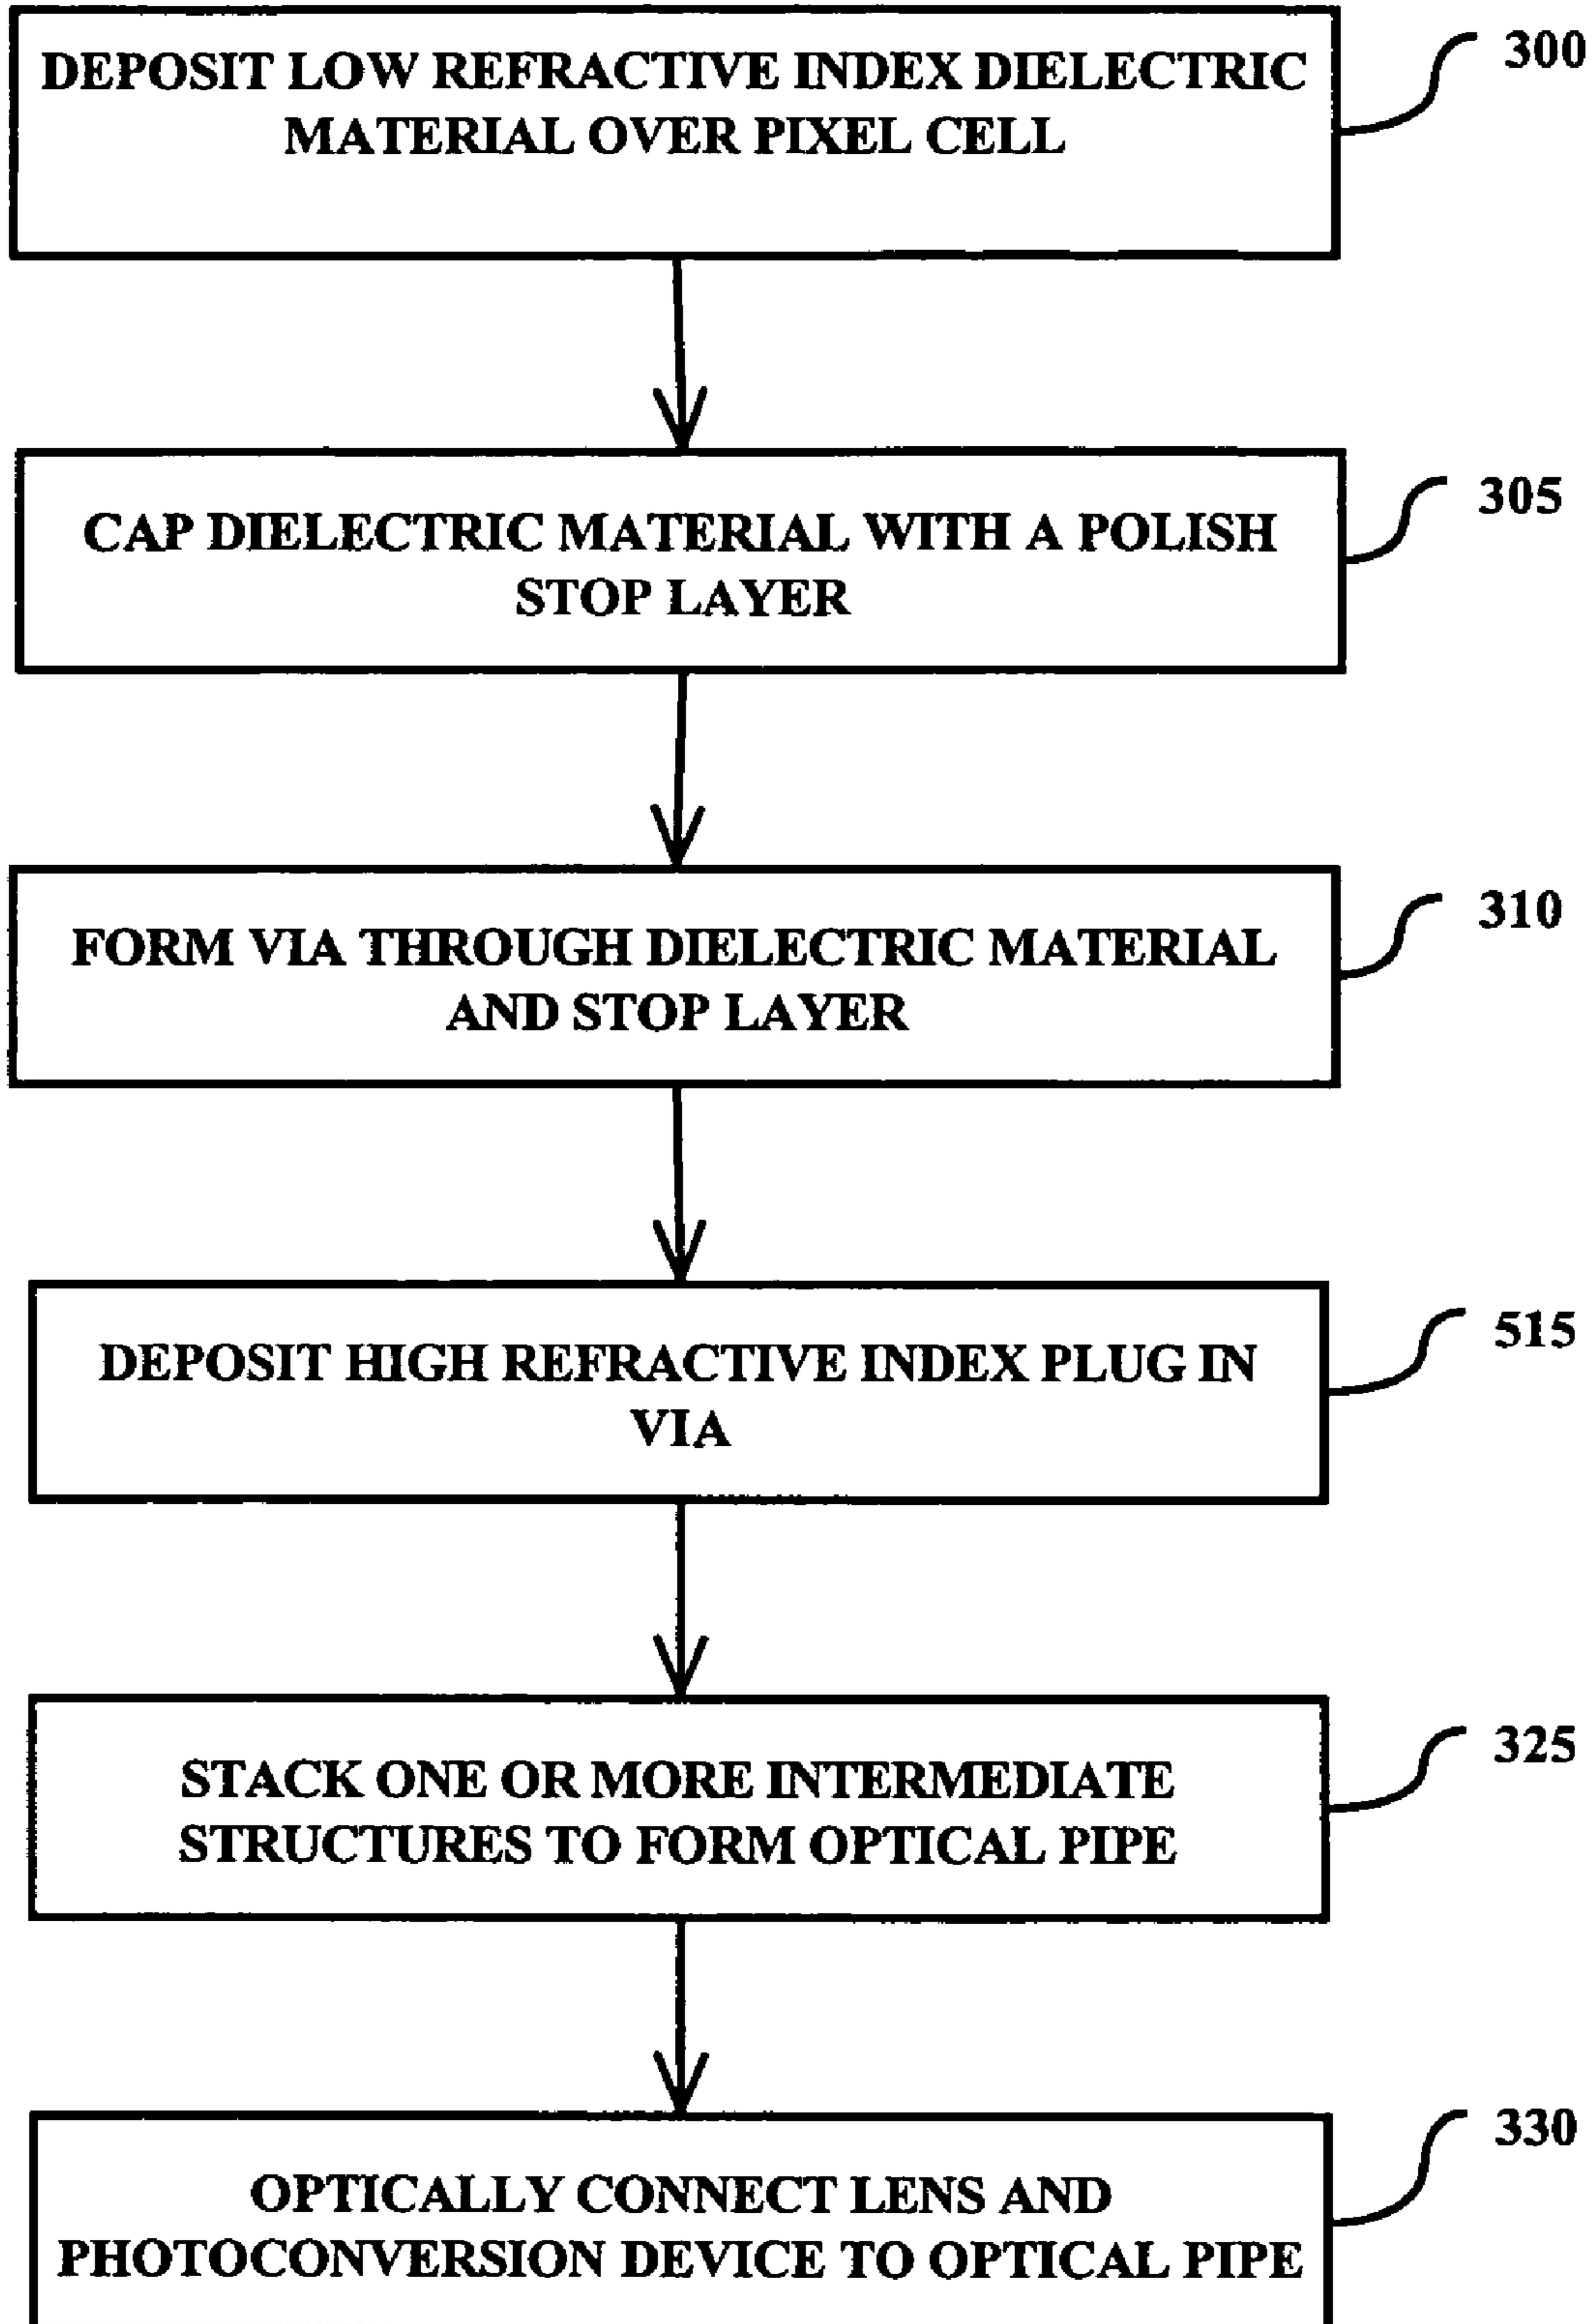 DEPOSIT LOW REFRACTIVE INDEX DIELECTRIC
MATERIAL OVER PIXEL CELL
300
CAP DIELECTRIC MATERIAL WITH A POLISH
STOP LAYER
305
FORM VIA THROUGH DIELECTRIC MATERIAL
AND STOP LAYER
310
DEPOSIT HIGH REFRACTIVE INDEX PLUG IN
VIA
515
STACK ONE OR MORE INTERMEDIATE
STRUCTURES TO FORM OPTICAL PIPE
325
OPTICALLY CONNECT LENS AND
PHOTOCONVERSION DEVICE TO OPTICAL PIPE
330